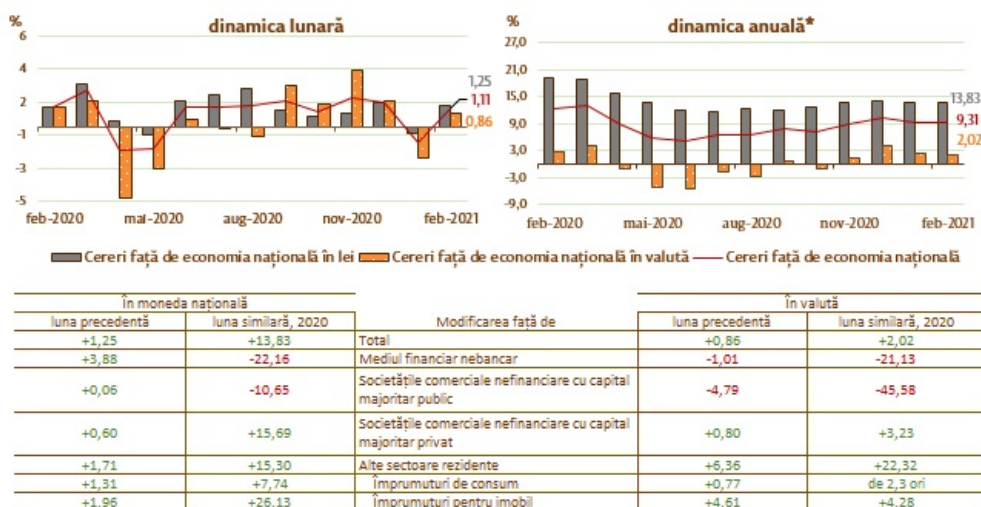 %
dinamica lunară
6
2
-1
-3
-5
1,25
1,11
0,86
feb-2020 mai-2020 aug-2020 nov-2020 feb-2021
%
dinamica anuală*
27,0
21,0
15,0
9,0
3,0
-3,0
-9,0
13,83
9,31
2,02
feb-2020 mai-2020 aug-2020 nov-2020 feb-2021
Cereri față de economia națională în lei Cereri față de economia națională în valută Cereri față de economia națională
În moneda națională În valută
luna precedentă luna similară, 2020 Modificarea față de luna precedentă luna similară, 2020
+1,25 +13,83 Total +0,86 +2,02
+3,88 -22,16 Mediul financiar nebancar -1,01 -21,13
+0,06 -10,65 Societățile comerciale nefinanciare cu capital -4,79 -45,58
majoritar public
+0,60 +15,69 Societățile comerciale nefinanciare cu capital +0,80 +3,23
majoritar privat
+1,71 +15,30 Alte sectoare rezidente +6,36 +22,32
+1,31 +7,74 Împrumuturi de consum +0,77 de 2,3 ori
+1,96 +26,13 Împrumuturi pentru imobil +4,61 +4,28